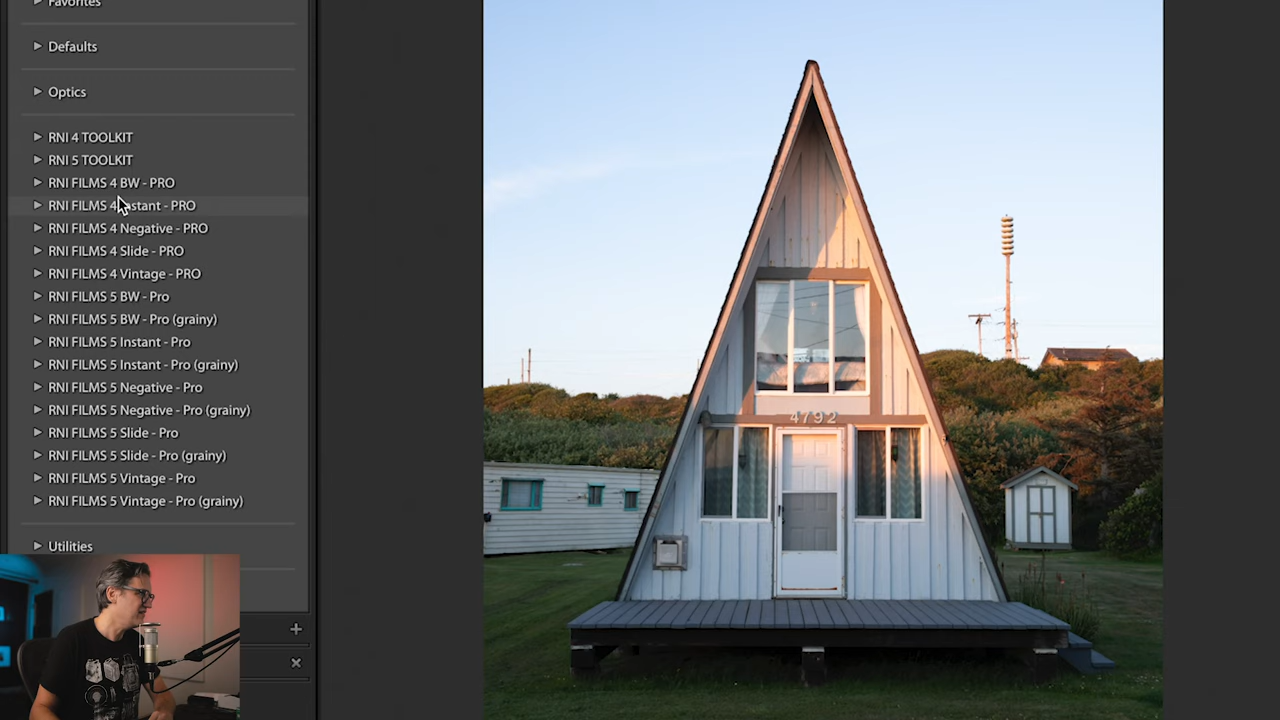 Favorites
Defaults
Optics
RNI 4 TOOLKIT
RNI 5 TOOLKIT
RNI FILMS 4 BW - PRO
RNI FILMS 4 Instant - PRO
RNI FILMS 4 Negative - PRO
RNI FILMS 4 Slide - PRO
RNI FILMS 4 Vintage - PRO
RNI FILMS 5 BW - Pro
RNI FILMS 5 BW - Pro (grainy)
RNI FILMS 5 Instant - Pro
RNI FILMS 5 Instant - Pro (grainy)
RNI FILMS 5 Negative - Pro
RNI FILMS 5 Negative - Pro (grainy)
RNI FILMS 5 Slide - Pro
RNI FILMS 5 Slide - Pro (grainy)
RNI FILMS 5 Vintage - Pro
RNI FILMS 5 Vintage - Pro (grainy)
Utilities
4792